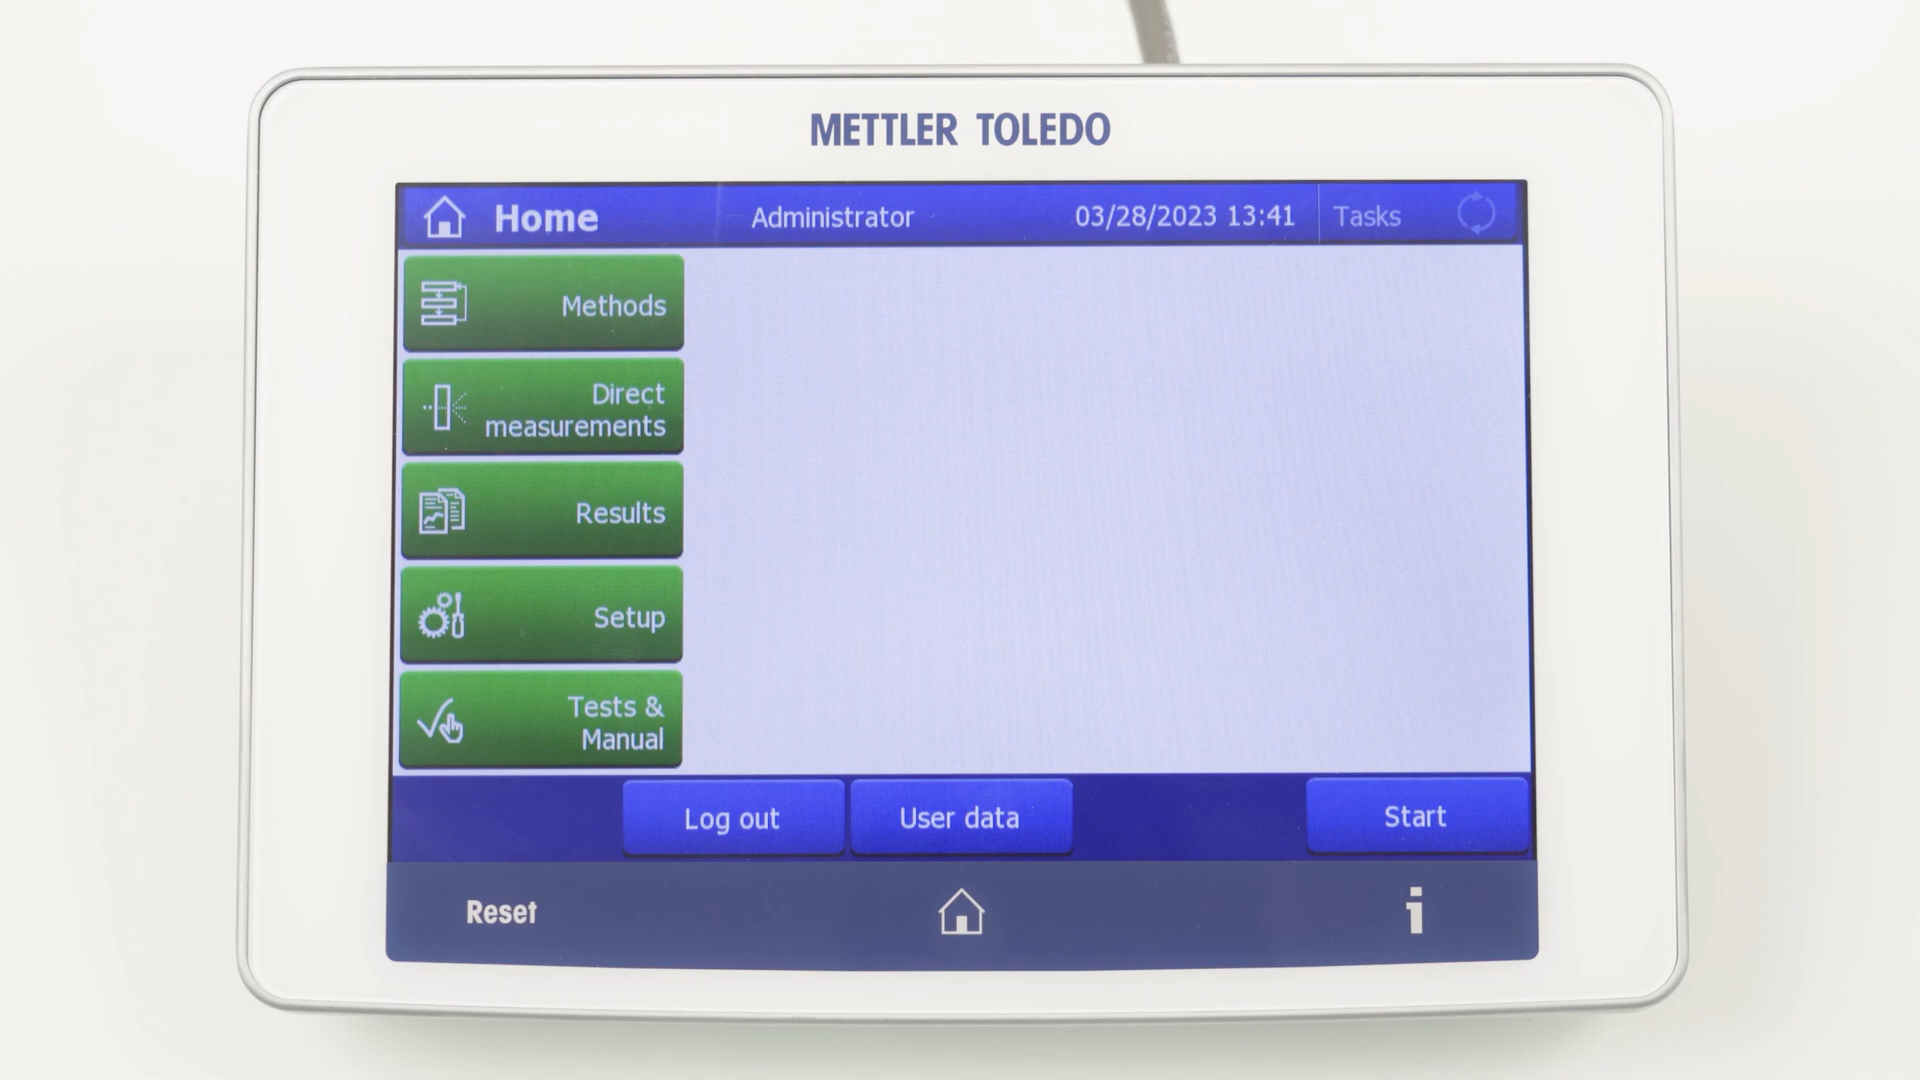 METTLER TOLEDO
Home
Administrator
03/28/2023 13:41
Tasks
Methods
Direct
measurements
Results
Setup
Tests &
Manual
Log out
User data
Start
Reset
i